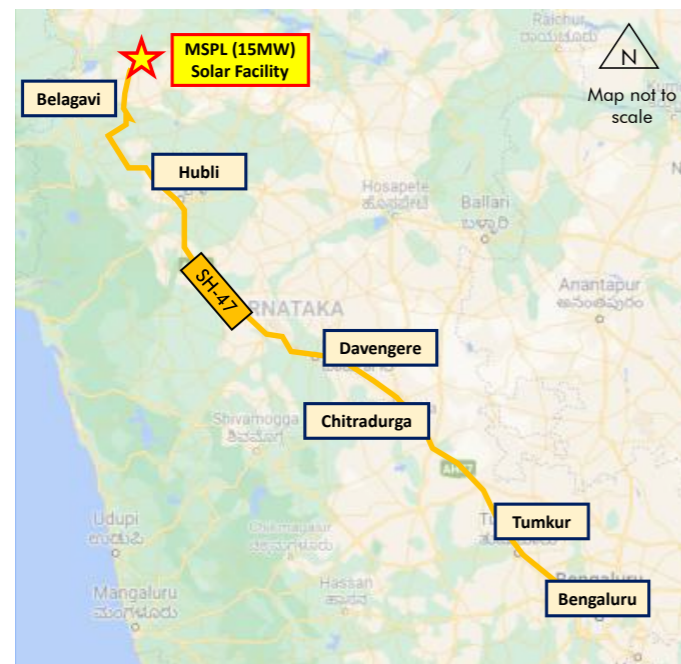 MSPL (15MW)
Solar Facility
Raichur
N
Map not to
scale
Belagavi
Hubli
Hosapete
ಹೊಸಪೇಟೆ
Ballari
ಬಳ್ಳಾರಿ
SH-47
RNATAKA
Anantapur
అనంతపురం
Davengere
Chitradurga
Shivamogga
ಶಿವಮೊಗ್ಗ
AH47
Udupi
ಉಡುಪಿ
Chikmagalur
ಚಿಕ್ಕಮಗಳೂರು
Tumkur
Hassan
ಹಾಸನ
Mangaluru
ಮಂಗಳೂರು
Bengaluru
Bengaluru